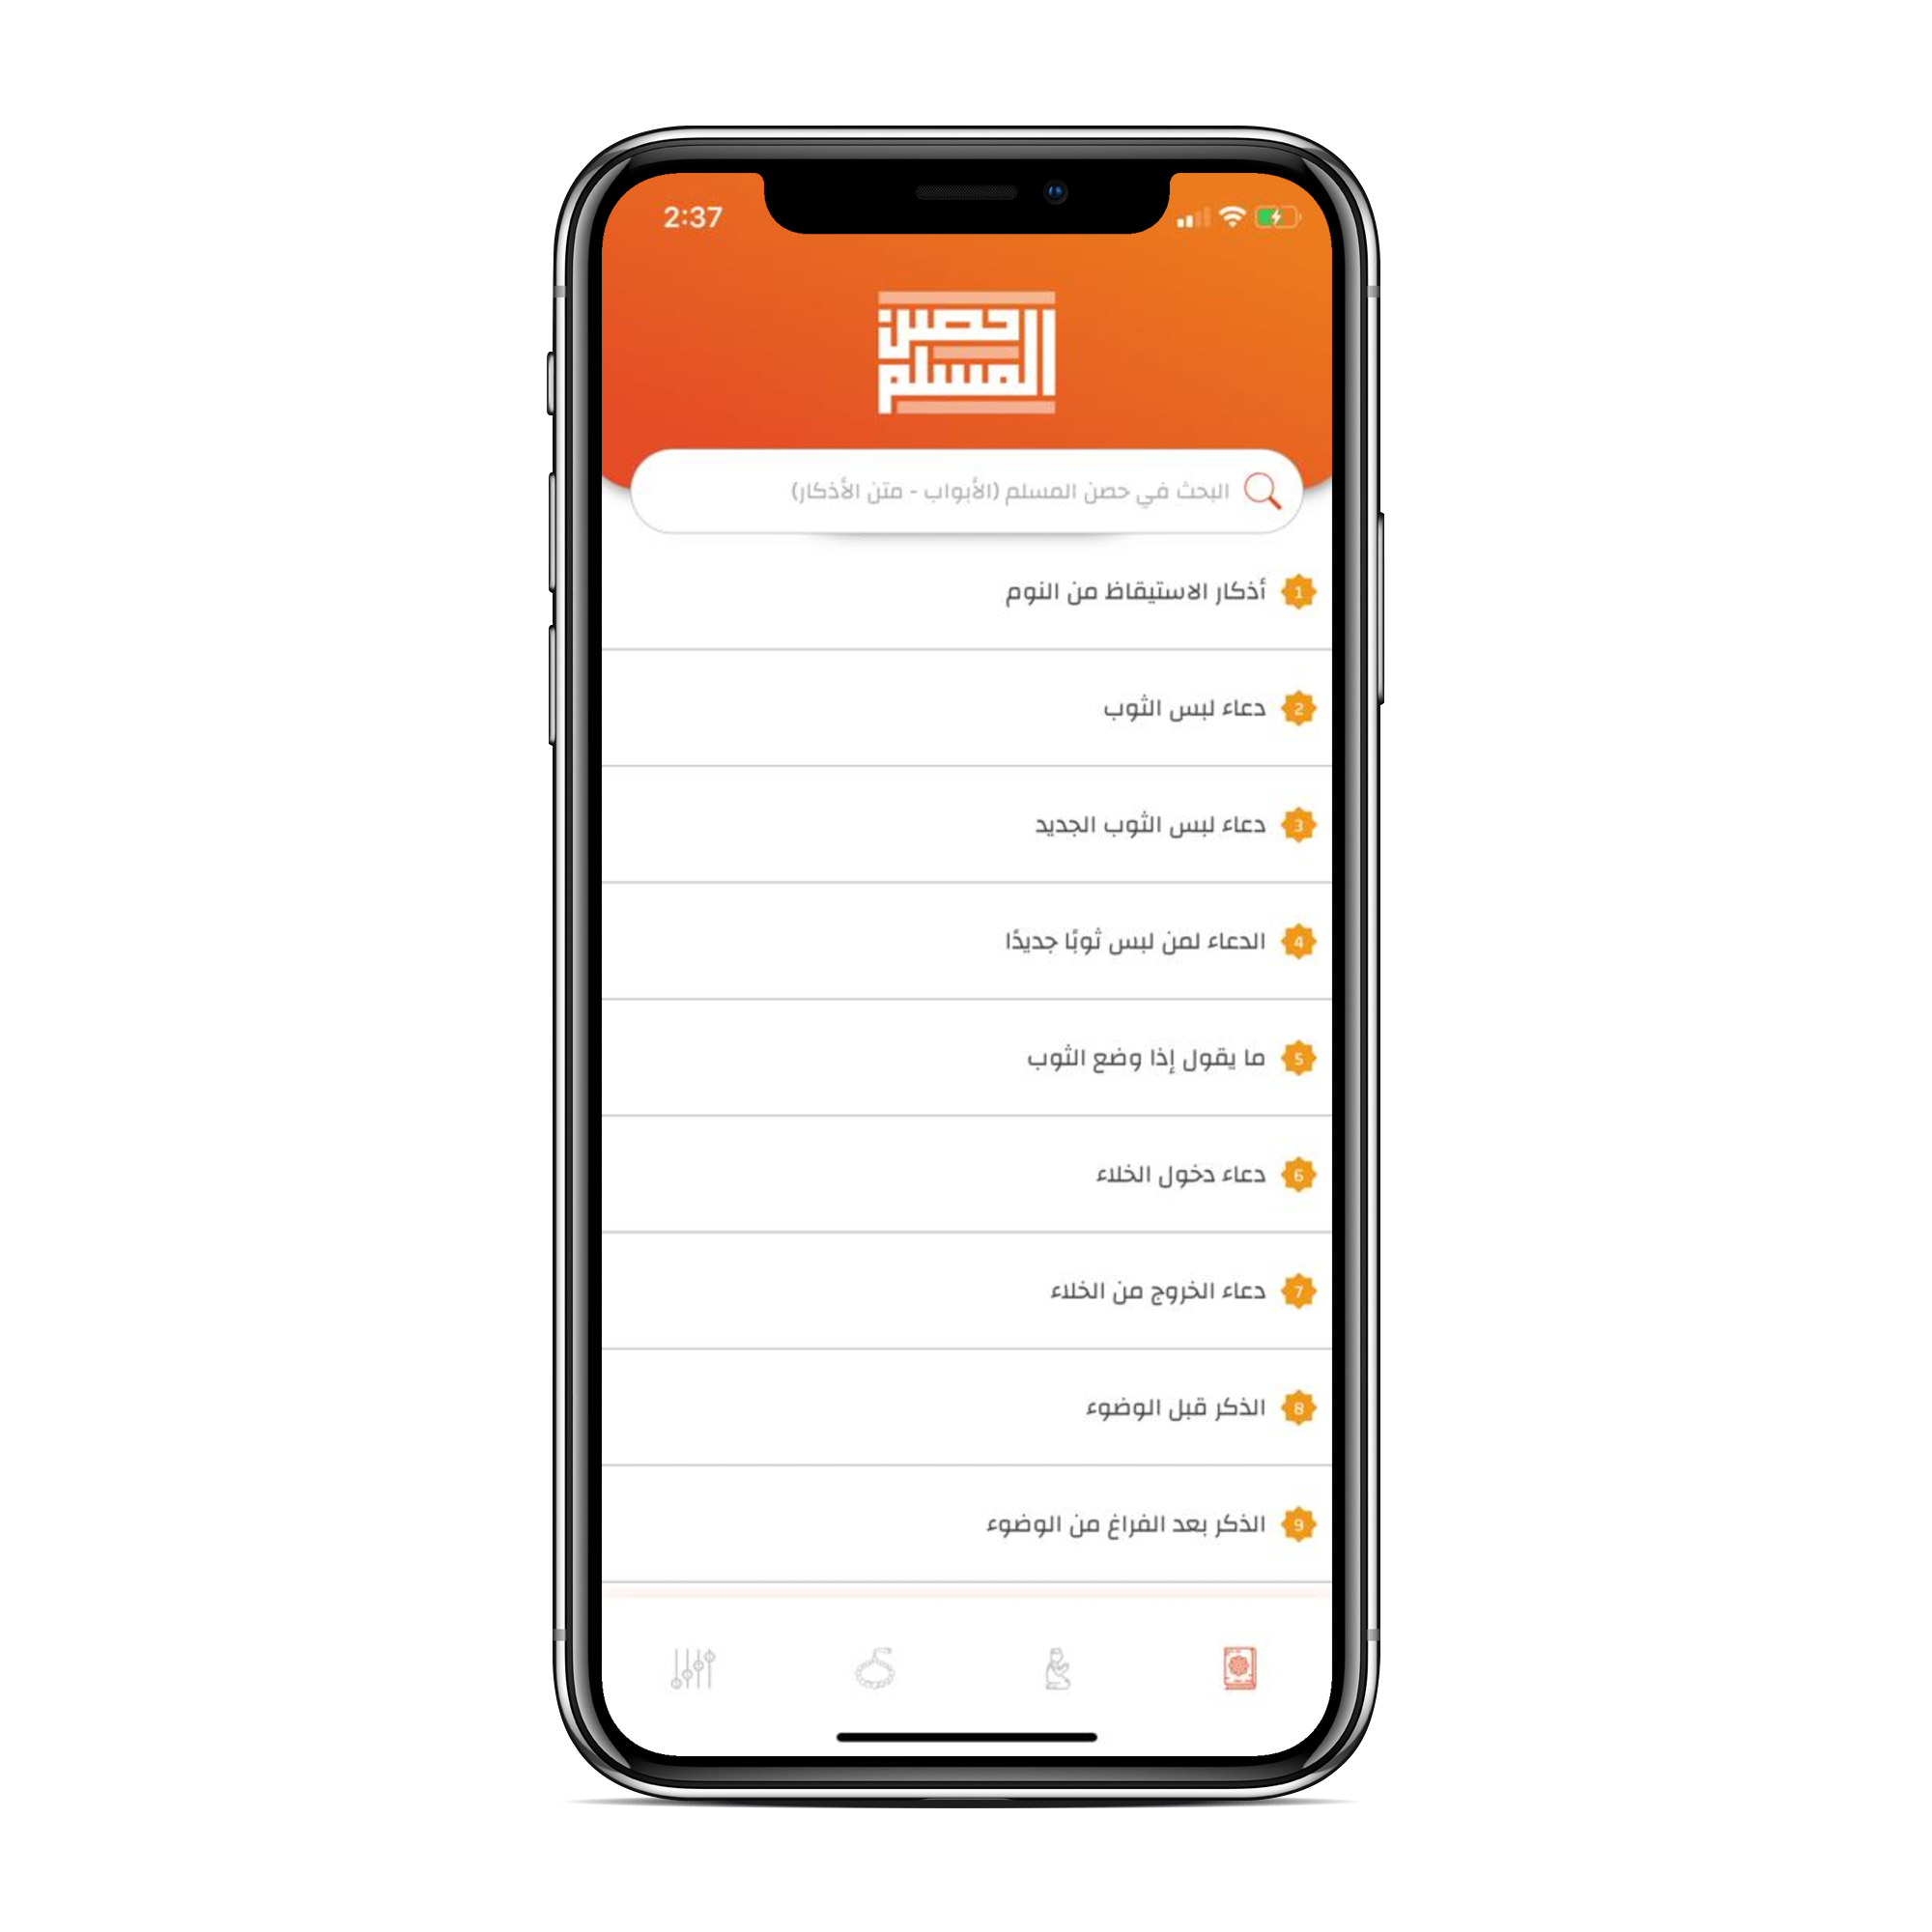 2:37
حصن
المسلم
البحث في حصن المسلم (الأبواب - متن الأذكار)
1 أذكار الاستيقاظ من النوم
2 دعاء لبس الثوب
3 دعاء لبس الثوب الجديد
4 الدعاء لمن لبس ثوبًا جديدًا
5 ما يقول إذا وضع الثوب
6 دعاء دخول الخلاء
7 دعاء الخروج من الخلاء
8 الذكر قبل الوضوء
9 الذكر بعد الفراغ من الوضوء